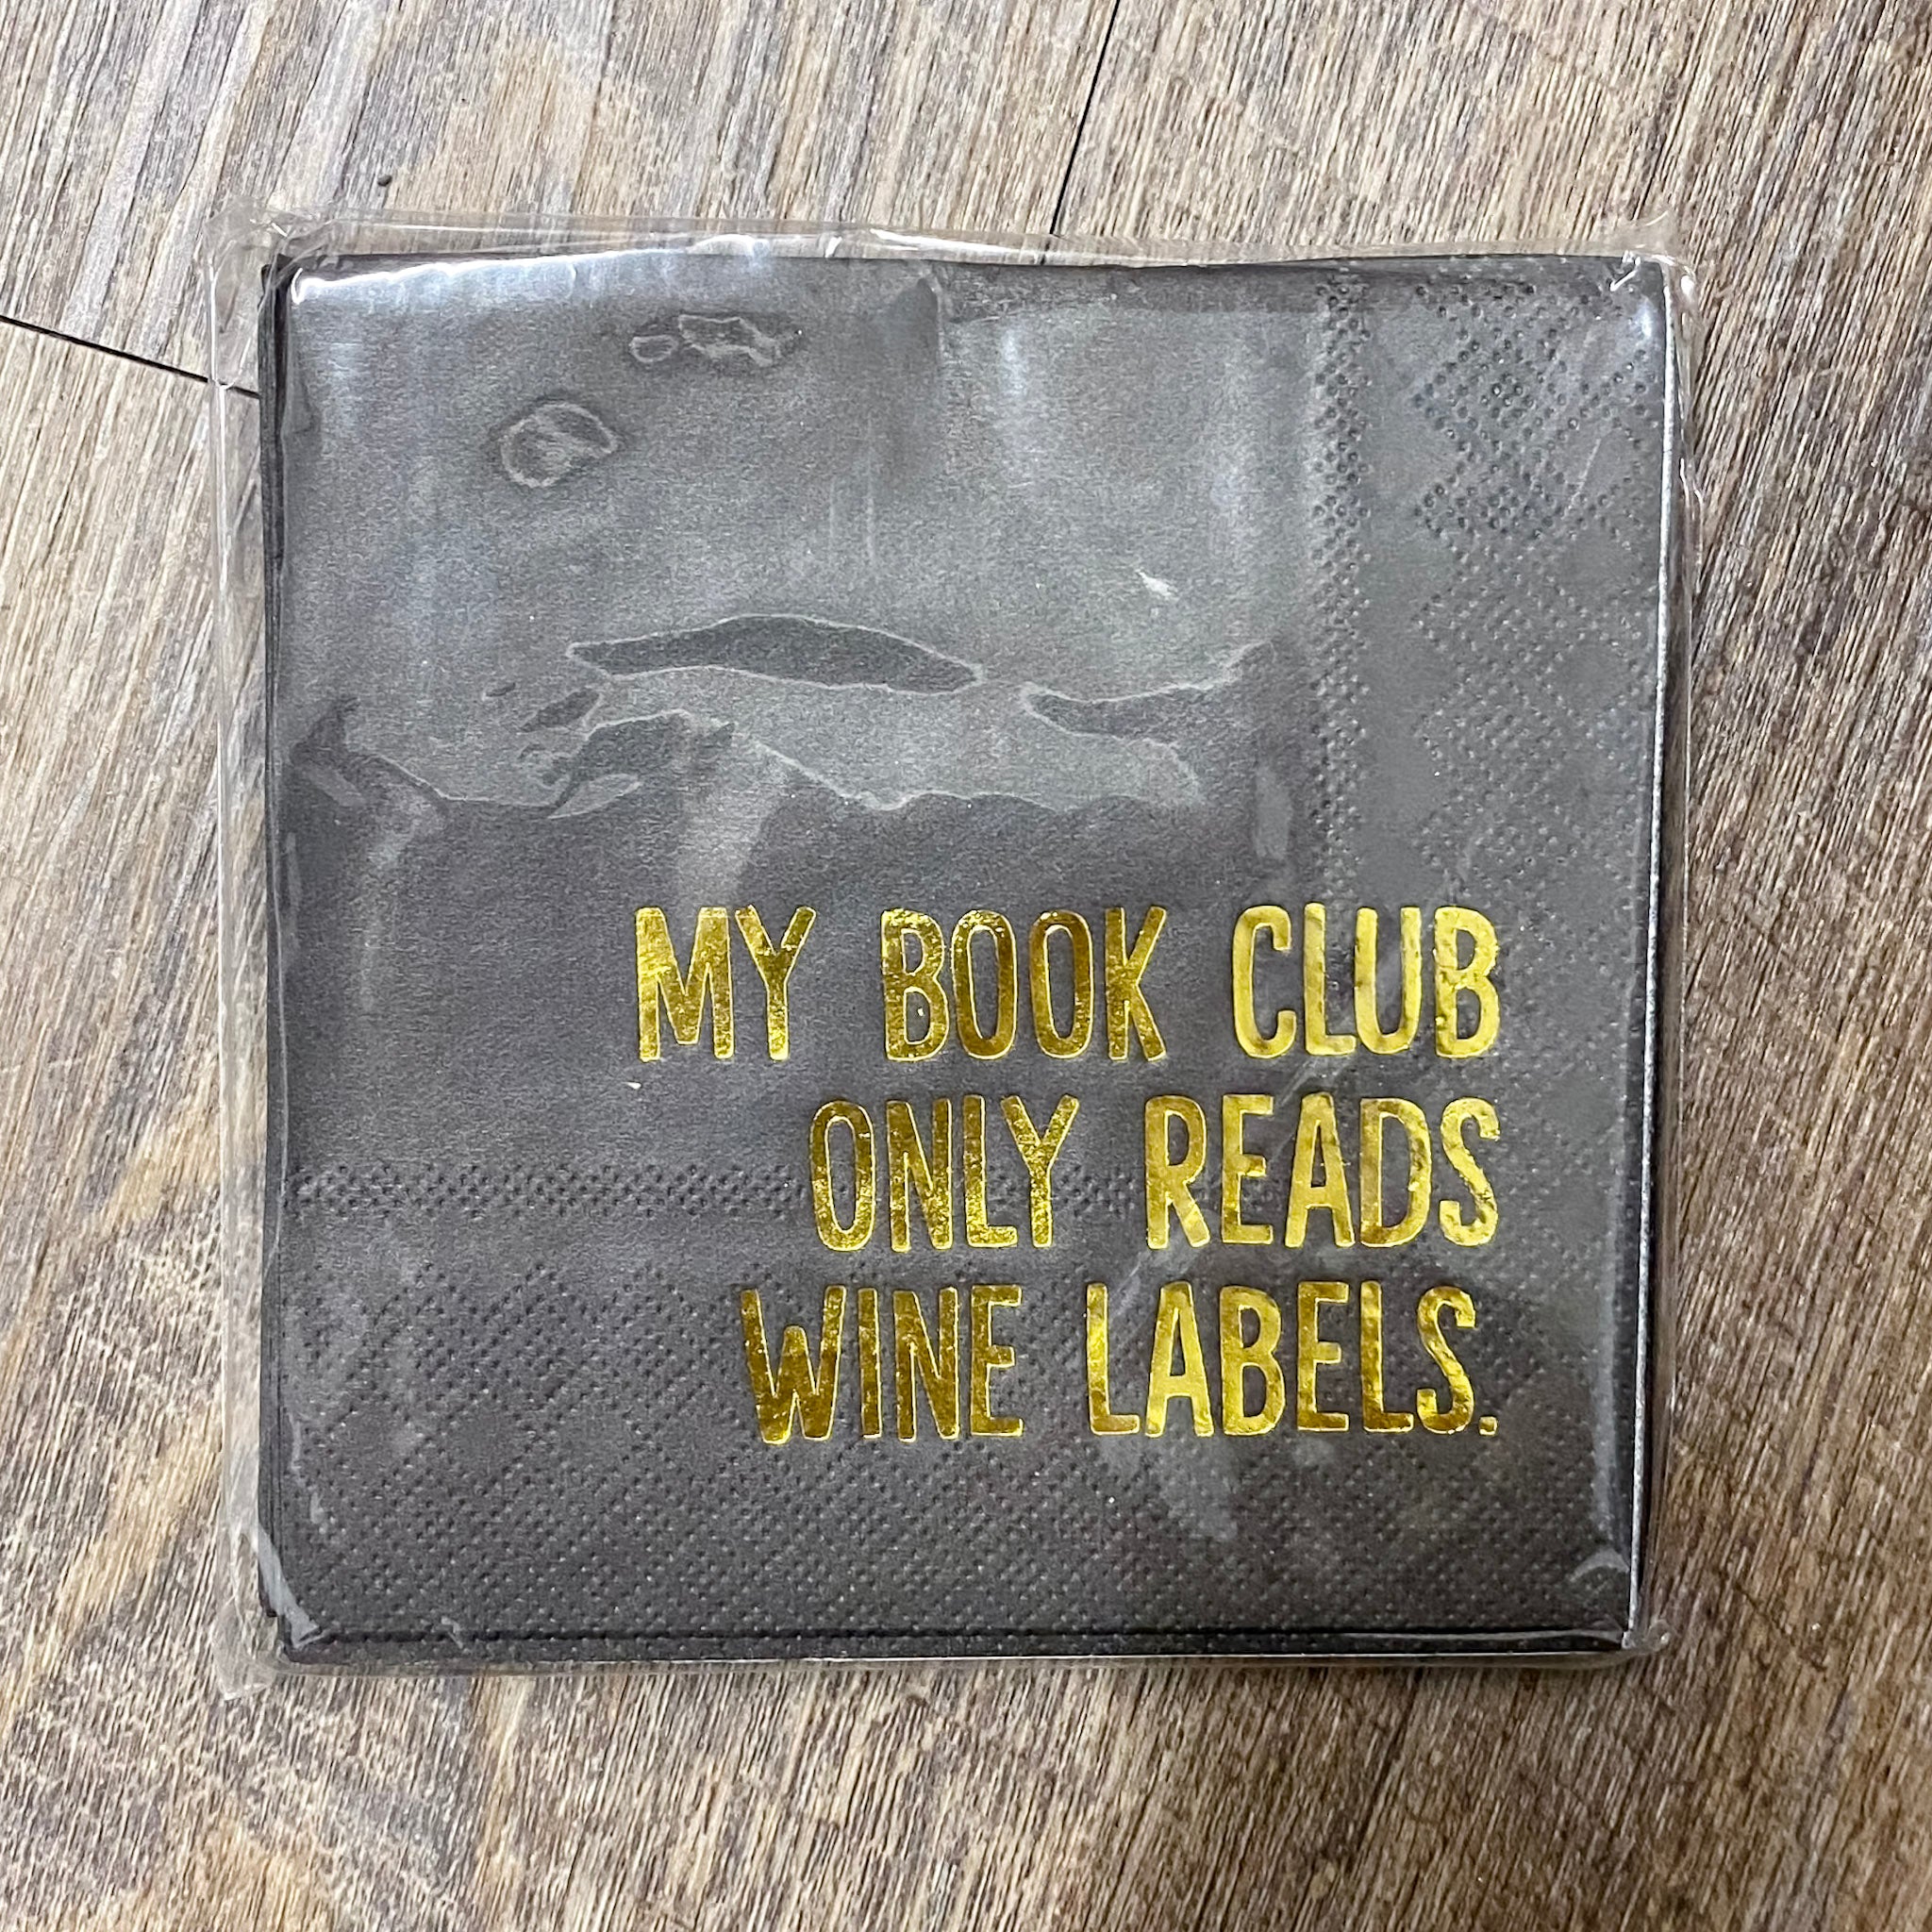 MY BOOK CLUB
ONLY READS
WINE LABELS.